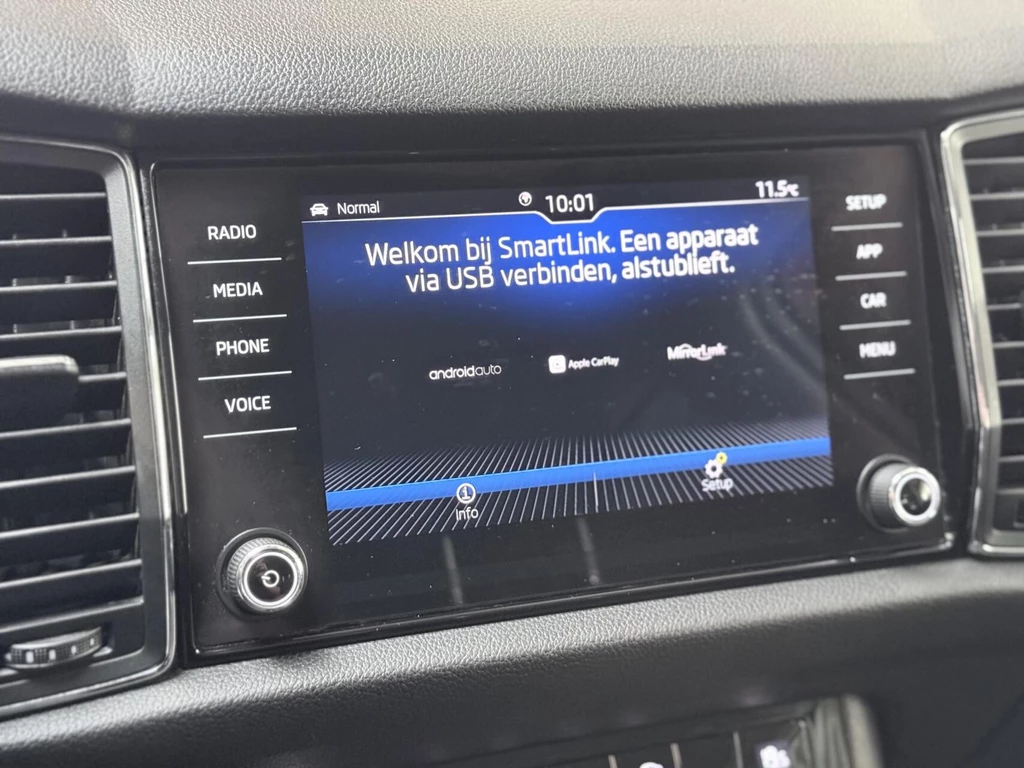 Normal
10:01
11.5°C
RADIO
MEDIA
PHONE
VOICE
Welkom bij SmartLink. Een apparaat
via USB verbinden, alstublieft.
androidauto
Apple CarPlay
MirrorLink
Info
Setup
SETUP
APP
CAR
MENU